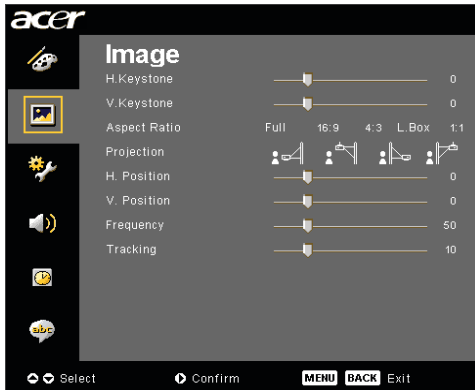 acer
Image
H.Keystone 0
V.Keystone 0
Aspect Ratio Full 16:9 4:3 L.Box 1:1
Projection
H. Position 0
V. Position 0
Frequency 50
Tracking 10
abc
Select Confirm MENU BACK Exit